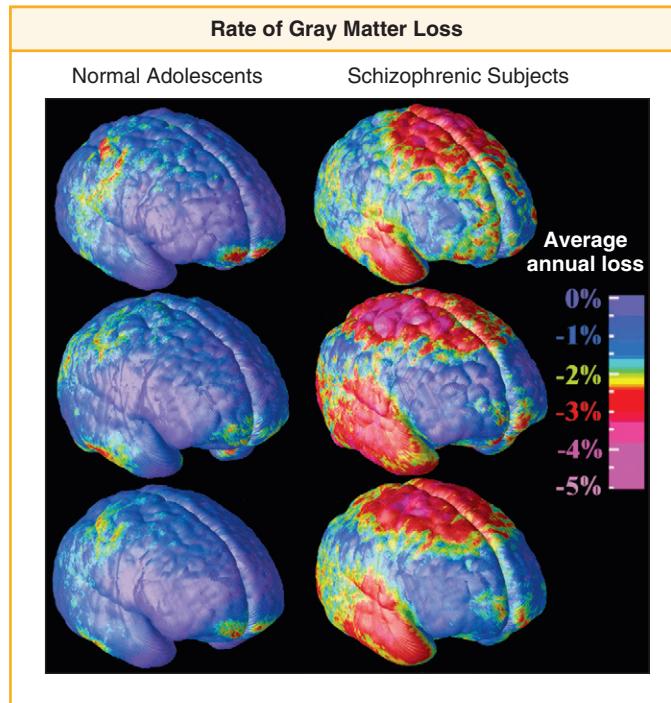 Rate of Gray Matter Loss
Normal Adolescents
Schizophrenic Subjects
Average
annual loss
0%
-1%
-2%
-3%
-4%
-5%